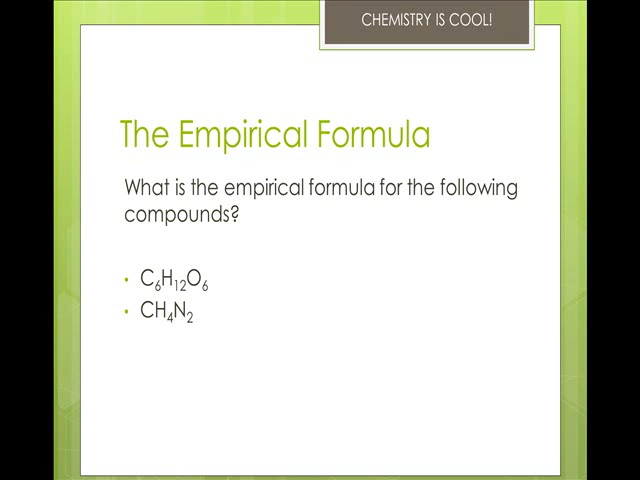 CHEMISTRY IS COOL!
The Empirical Formula
What is the empirical formula for the following
compounds?
• C₆H₁₂O₆
• CH₄N₂